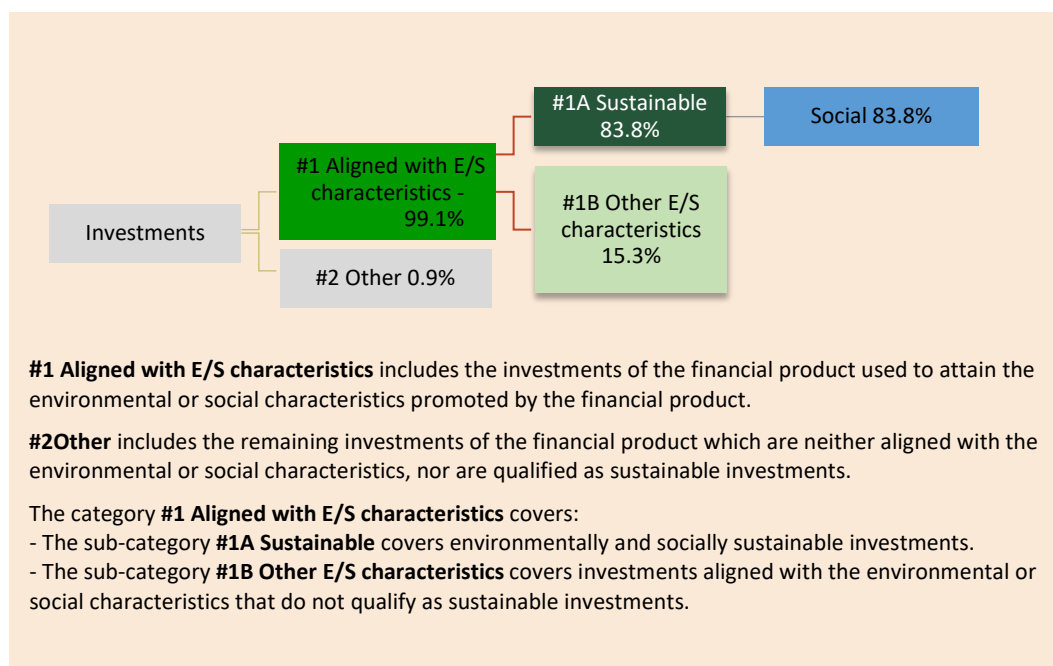 #1A Sustainable
83.8%
Social 83.8%
#1 Aligned with E/S
characteristics -
99.1%
#1B Other E/S
characteristics
15.3%
Investments
#2 Other 0.9%
#1 Aligned with E/S characteristics includes the investments of the financial product used to attain the
environmental or social characteristics promoted by the financial product.
#2Other includes the remaining investments of the financial product which are neither aligned with the
environmental or social characteristics, nor are qualified as sustainable investments.
The category #1 Aligned with E/S characteristics covers:
- The sub-category #1A Sustainable covers environmentally and socially sustainable investments.
- The sub-category #1B Other E/S characteristics covers investments aligned with the environmental or
social characteristics that do not qualify as sustainable investments.